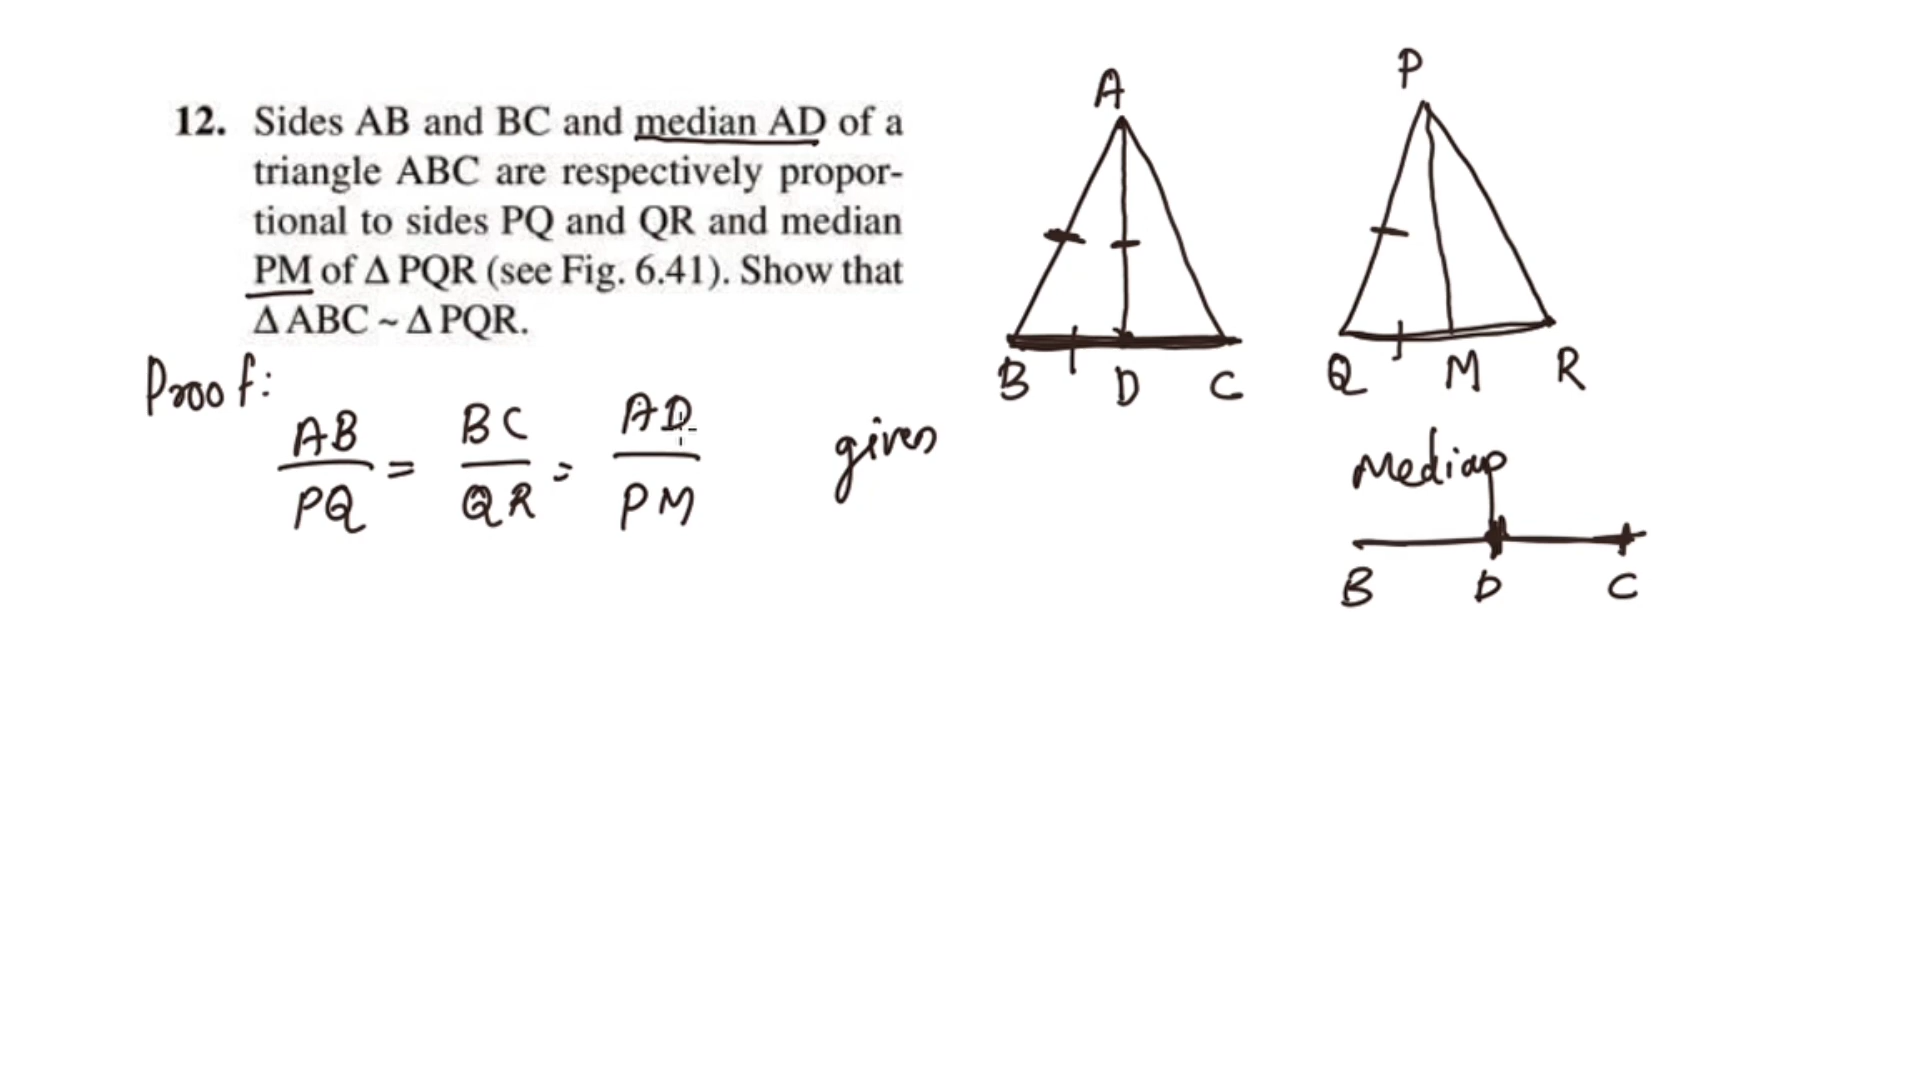 12. Sides AB and BC and median AD of a
triangle ABC are respectively propor-
tional to sides PQ and QR and median
PM of Δ PQR (see Fig. 6.41). Show that
Δ ABC ~ Δ PQR.
Proof:
AB/PQ = BC/QR = AD/PM given
A
B D C
P
Q M R
Median
B D C